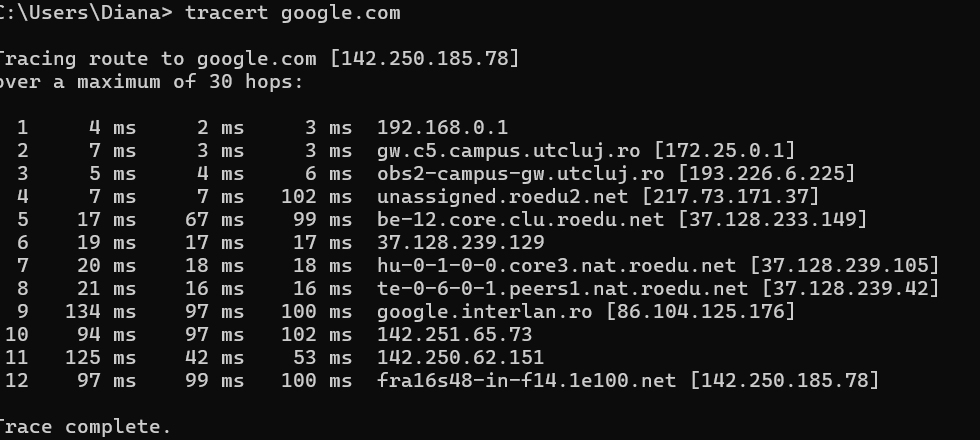 C:\Users\Diana> tracert google.com
Tracing route to google.com [142.250.185.78]
over a maximum of 30 hops:
1 4 ms 2 ms 3 ms 192.168.0.1
2 7 ms 3 ms 3 ms gw.c5.campus.utcluj.ro [172.25.0.1]
3 5 ms 4 ms 6 ms obs2-campus-gw.utcluj.ro [193.226.6.225]
4 7 ms 7 ms 102 ms unassigned.roedu2.net [217.73.171.37]
5 17 ms 67 ms 99 ms be-12.core.clu.roedu.net [37.128.233.149]
6 19 ms 17 ms 17 ms 37.128.239.129
7 20 ms 18 ms 18 ms hu-0-1-0-0.core3.nat.roedu.net [37.128.239.105]
8 21 ms 16 ms 16 ms te-0-6-0-1.peers1.nat.roedu.net [37.128.239.42]
9 134 ms 97 ms 100 ms google.interlan.ro [86.104.125.176]
10 94 ms 97 ms 102 ms 142.251.65.73
11 125 ms 42 ms 53 ms 142.250.62.151
12 97 ms 99 ms 100 ms fra16s48-in-f14.1e100.net [142.250.185.78]
Trace complete.